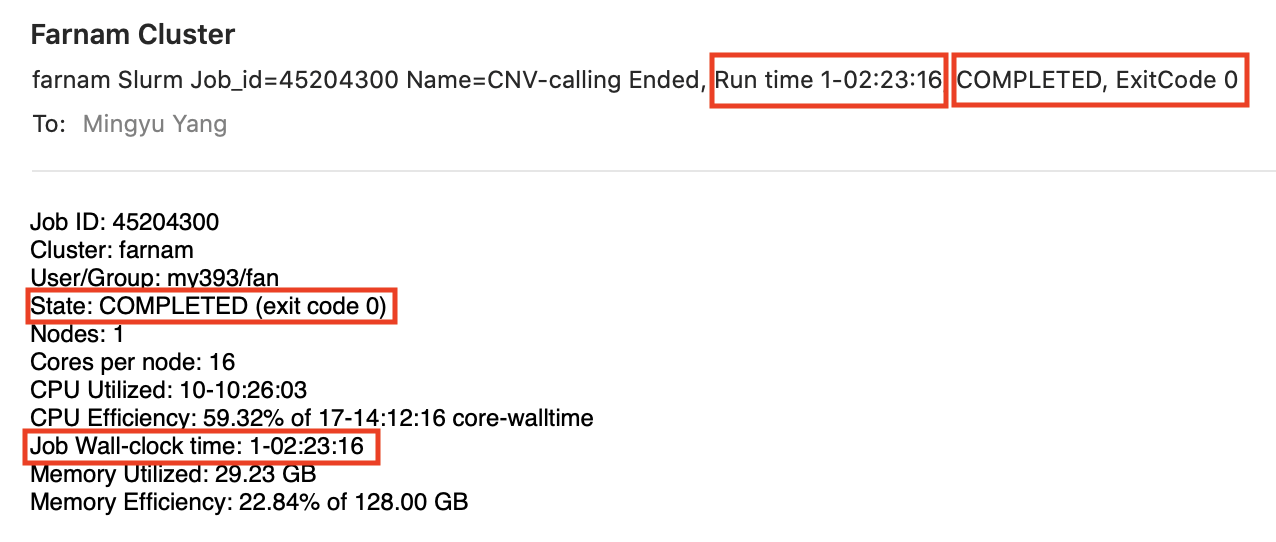 Farnam Cluster
farnam Slurm Job_id=45204300 Name=CNV-calling Ended, Run time 1-02:23:16 COMPLETED, ExitCode 0
To: Mingyu Yang
Job ID: 45204300
Cluster: farnam
User/Group: my393/fan
State: COMPLETED (exit code 0)
Nodes: 1
Cores per node: 16
CPU Utilized: 10-10:26:03
CPU Efficiency: 59.32% of 17-14:12:16 core-walltime
Job Wall-clock time: 1-02:23:16
Memory Utilized: 29.23 GB
Memory Efficiency: 22.84% of 128.00 GB